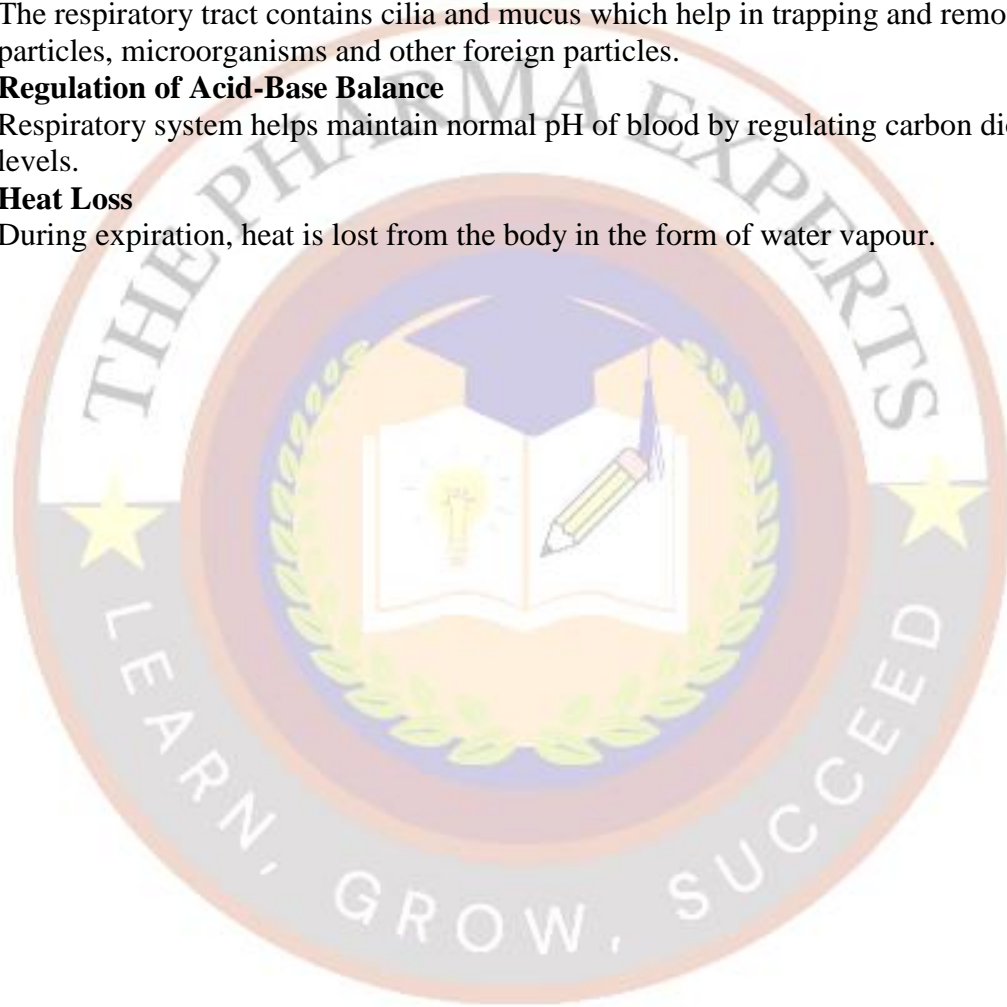 The respiratory tract contains cilia and mucus which help in trapping and remo
particles, microorganisms and other foreign particles.
Regulation of Acid-Base Balance
Respiratory system helps maintain normal pH of blood by regulating carbon di
levels.
Heat Loss
During expiration, heat is lost from the body in the form of water vapour.
THE PHARMA EXPERTS
LEARN, GROW, SUCCEED